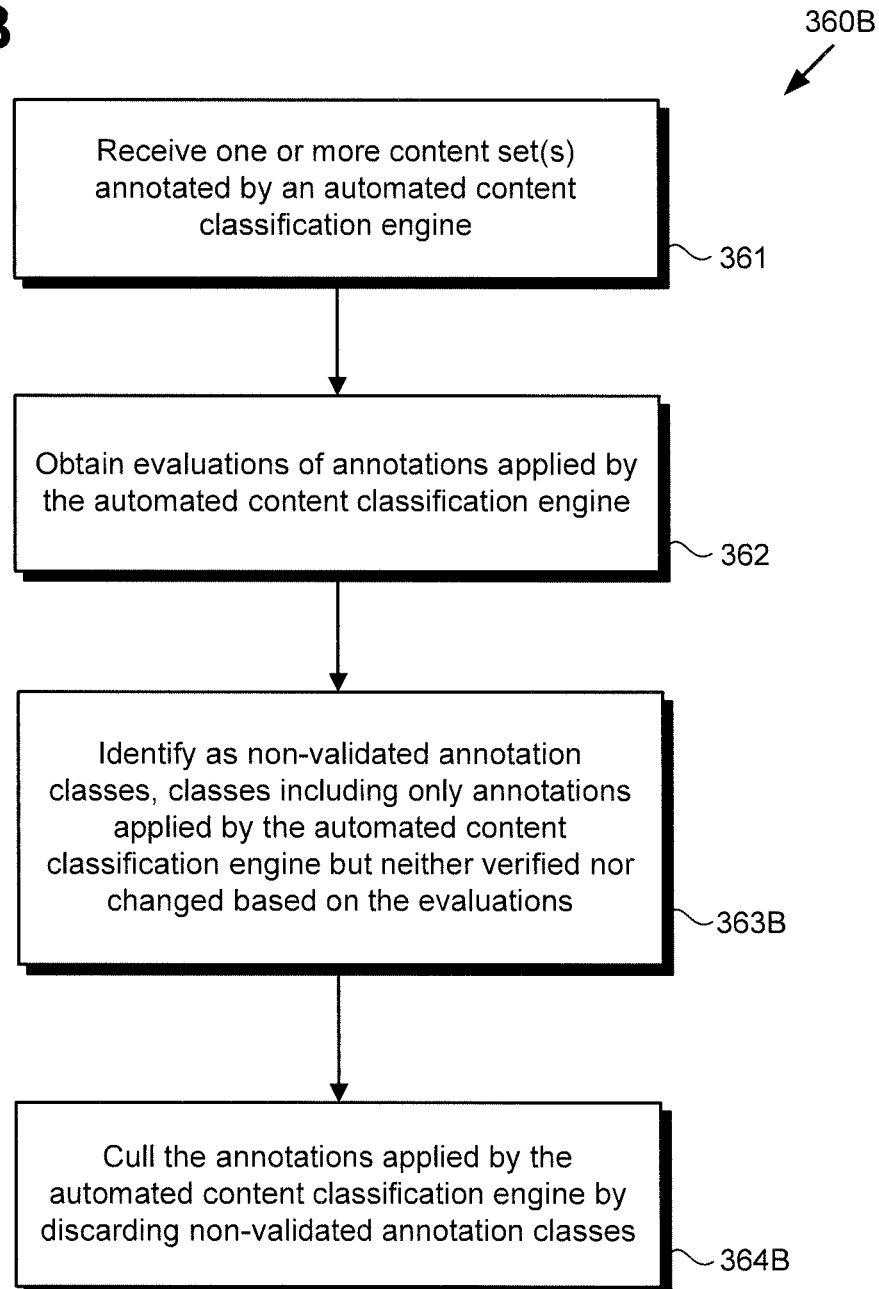 B
360B
Receive one or more content set(s)
annotated by an automated content
classification engine
361
Obtain evaluations of annotations applied by
the automated content classification engine
362
Identify as non-validated annotation
classes, classes including only annotations
applied by the automated content
classification engine but neither verified nor
changed based on the evaluations
363B
Cull the annotations applied by the
automated content classification engine by
discarding non-validated annotation classes
364B